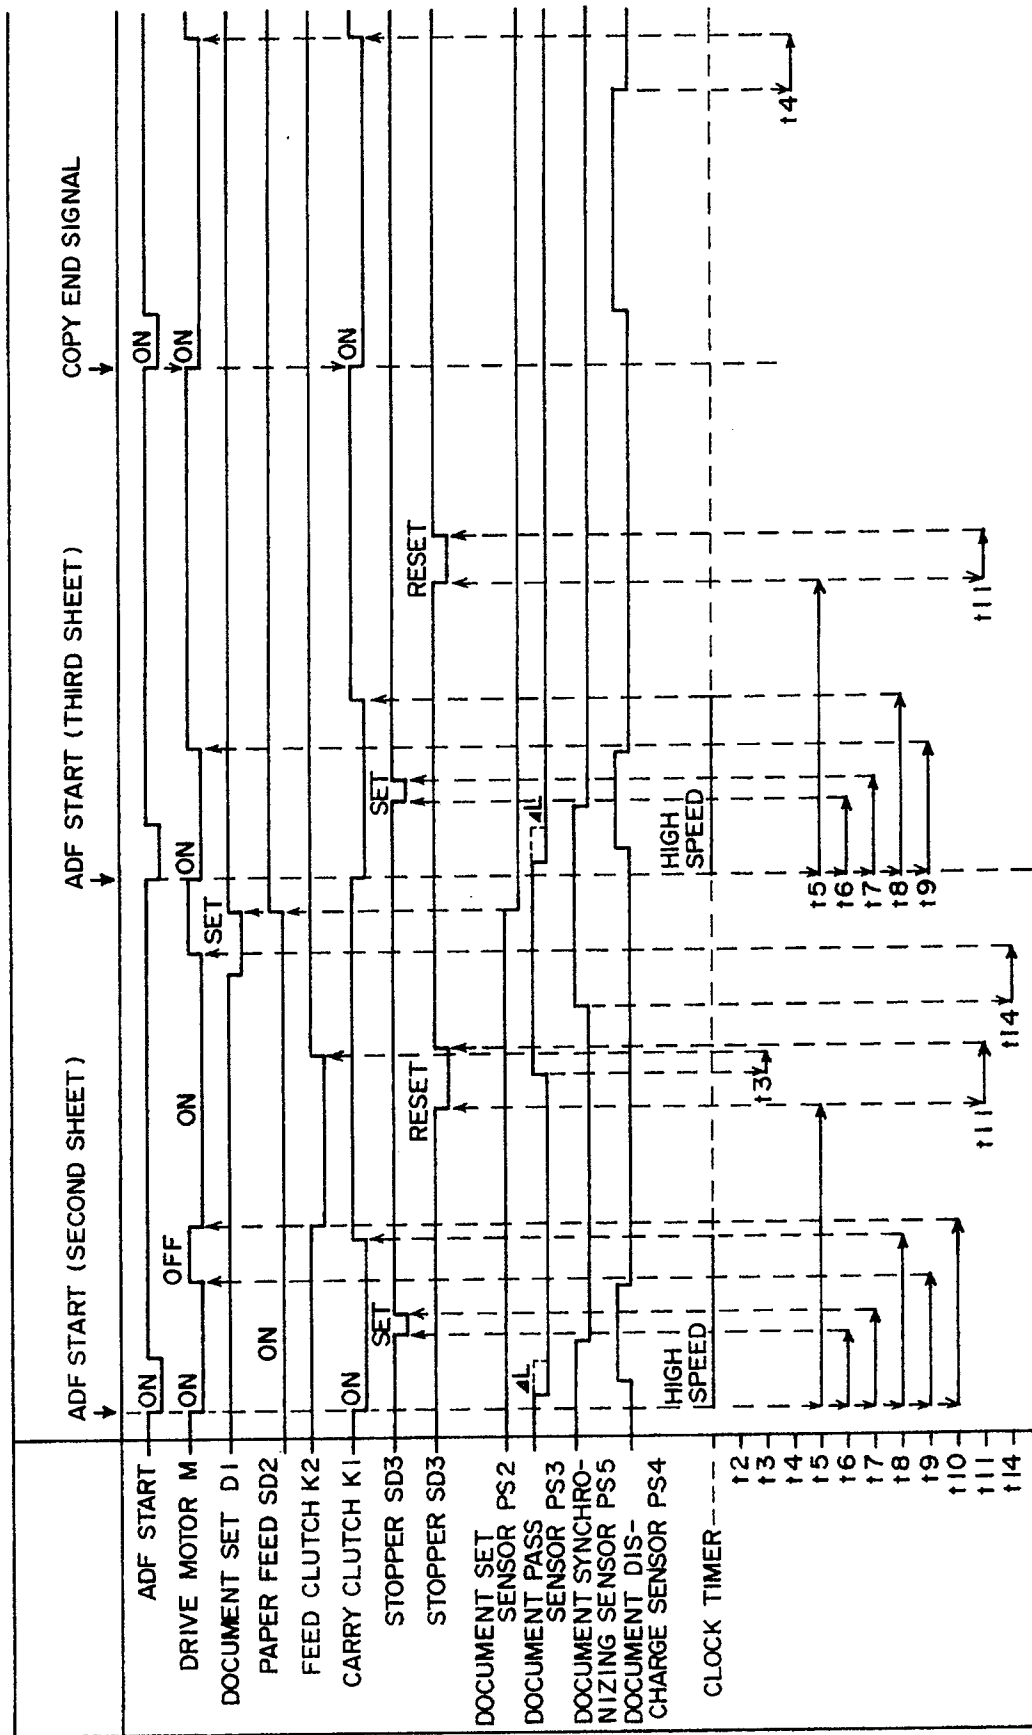 ADF START (SECOND SHEET)
ADF START (THIRD SHEET)
COPY END SIGNAL
ADF START
ON
ON
DRIVE MOTOR M
ON
OFF
ON
ON
ON
DOCUMENT SET D1
SET
PAPER FEED SD2
ON
FEED CLUTCH K2
CARRY CLUTCH K1
ON
ON
STOPPER SD3
SET
SET
STOPPER SD3
RESET
RESET
DOCUMENT SET
SENSOR PS2
DOCUMENT PASS
SENSOR PS3
⊿L
⊿L
DOCUMENT SYNCHRO-
NIZING SENSOR PS5
DOCUMENT DIS-
CHARGE SENSOR PS4
HIGH
SPEED
HIGH
SPEED
CLOCK TIMER
t2
t3
t3
t4
t5
t5
t6
t6
t7
t7
t8
t8
t9
t9
t10
t11
t11
t11
t14
t14